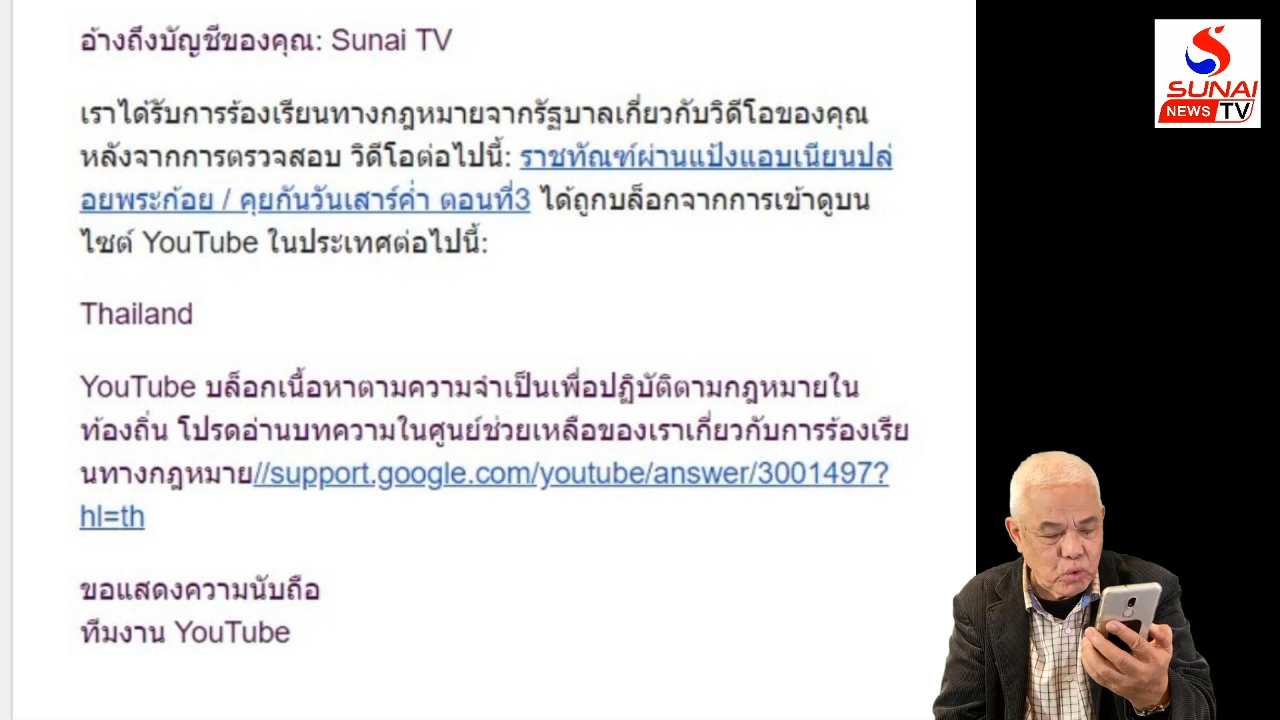 อ้างถึงบัญชีของคุณ: Sunai TV
เราได้รับการร้องเรียนทางกฎหมายจากรัฐบาลเกี่ยวกับวิดีโอของคุณ
หลังจากการตรวจสอบ วิดีโอต่อไปนี้: ราชทัณฑ์ผ่านแป้งแอบเนียนปล่
อยพระก้อย / คุยกันวันเสาร์ค่ำ ตอนที่3 ได้ถูกบล็อกจากการเข้าดูบน
ไซต์ YouTube ในประเทศต่อไปนี้:
Thailand
YouTube บล็อกเนื้อหาตามความจำเป็นเพื่อปฏิบัติตามกฎหมายใน
ท้องถิ่น โปรดอ่านบทความในศูนย์ช่วยเหลือของเราเกี่ยวกับการร้องเรีย
นทางกฎหมาย//support.google.com/youtube/answer/3001497?
hl=th
ขอแสดงความนับถือ
ทีมงาน YouTube
SUNAI
NEWS TV